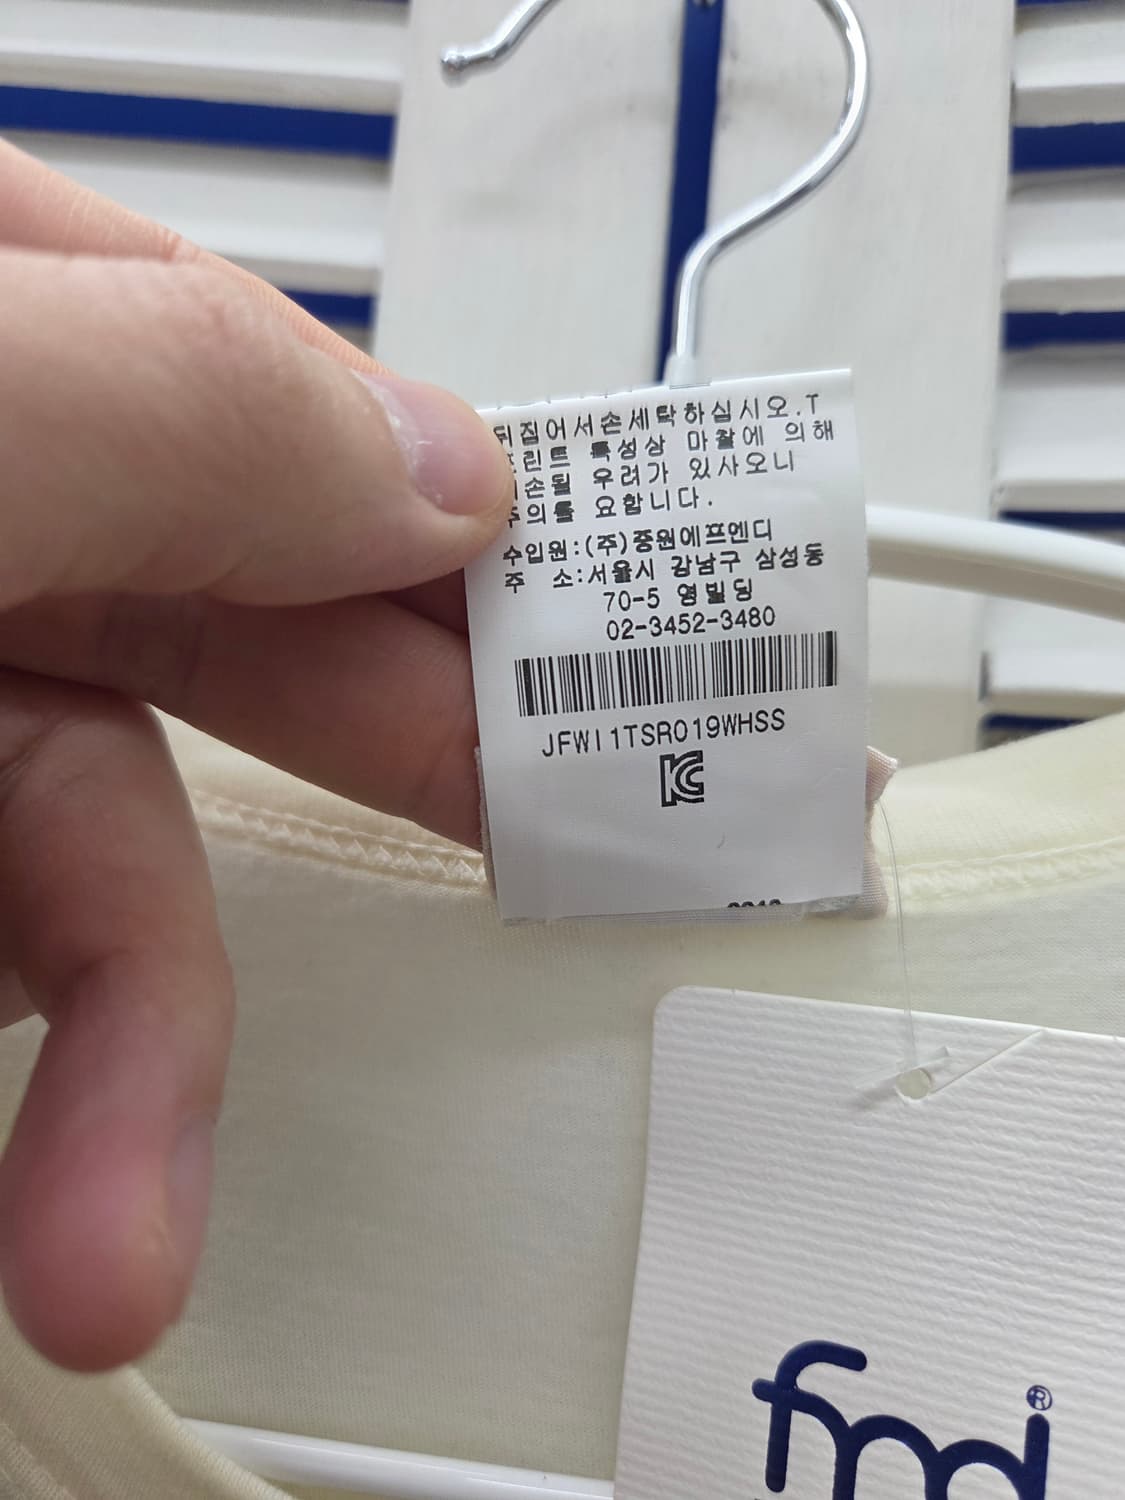 뒤집어서손세탁하십시오.T
프린트 특성상 마찰에 의해
손될 우려가 있사오니
주의를 요합니다.
수입원:(주)중원에프엔디
주 소:서울시 강남구 삼성동
70-5 영빌딩
02-3452-3480
JFWI1TSR019WHSS
KC
fmd
®